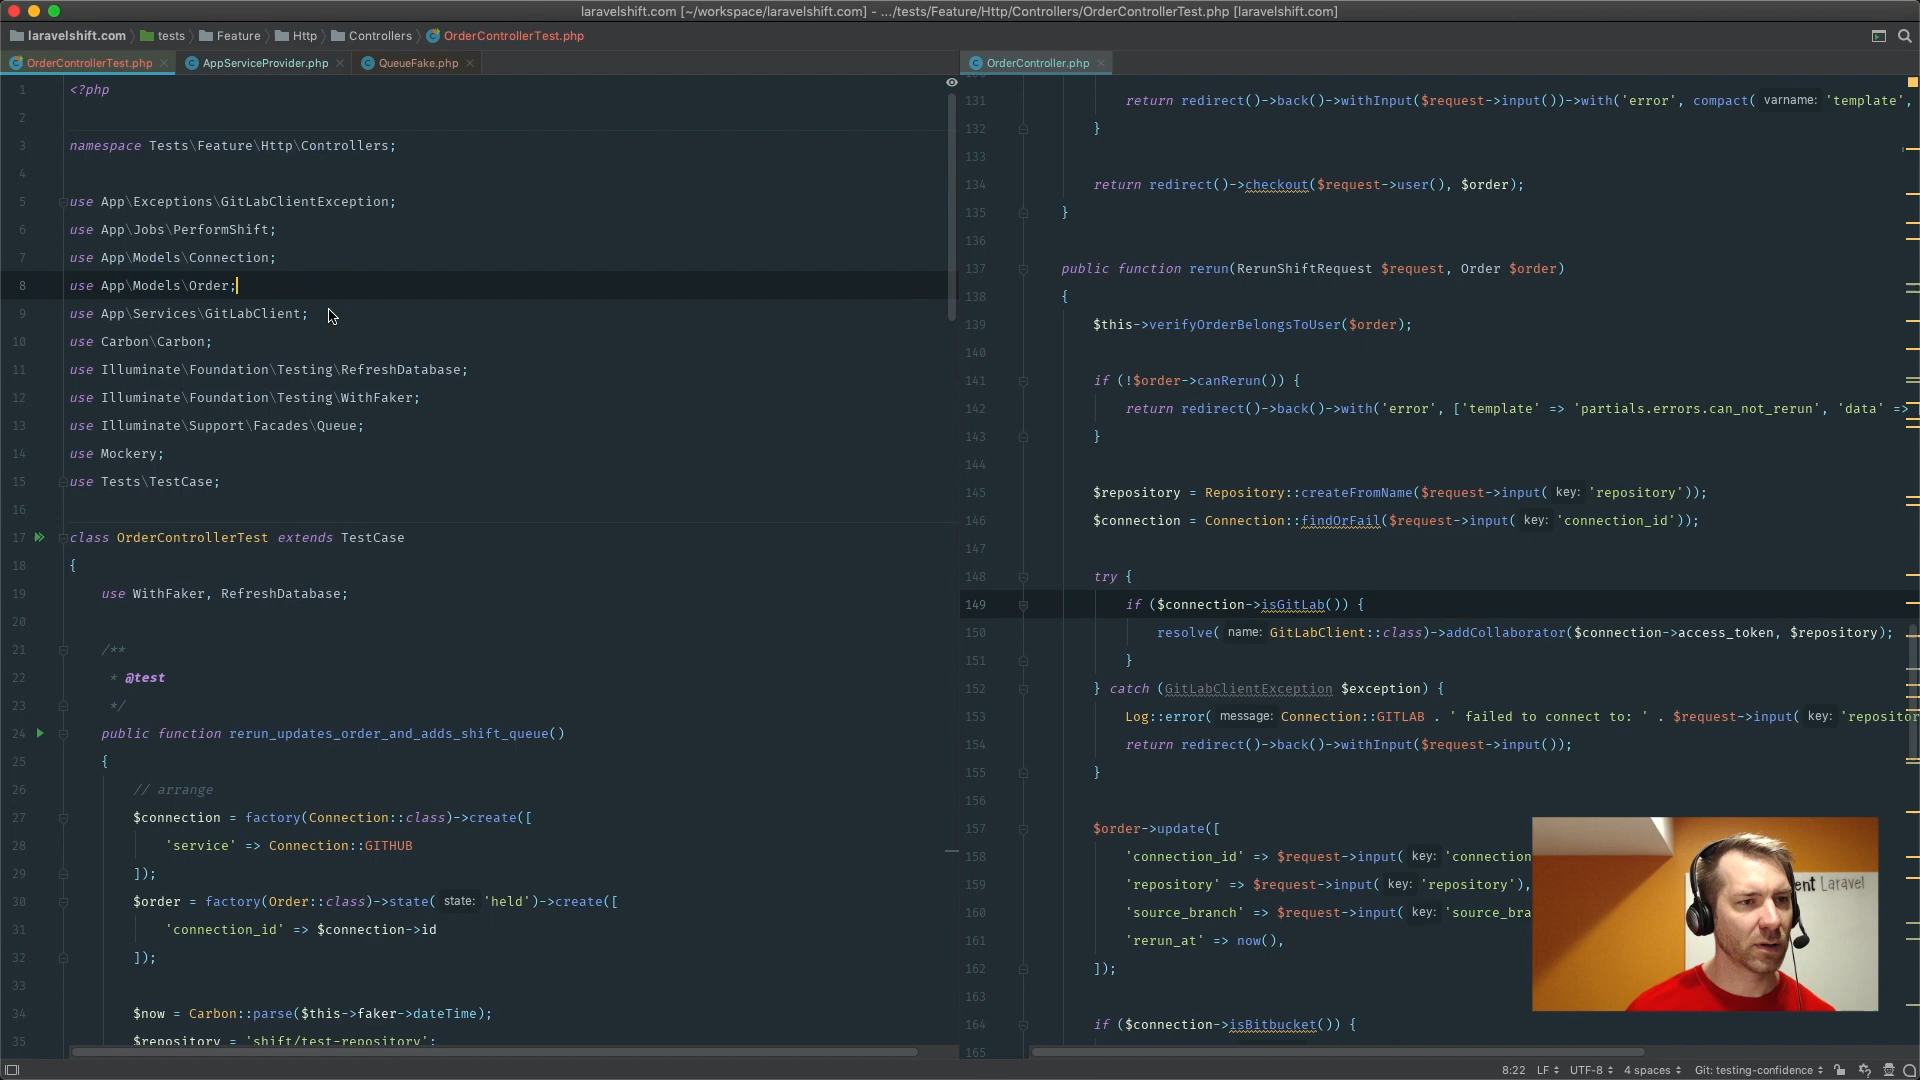 laravelshift.com [~/workspace/laravelshift.com] - .../tests/Feature/Http/Controllers/OrderControllerTest.php [laravelshift.com]
laravelshift.com tests Feature Http Controllers OrderControllerTest.php
OrderControllerTest.php AppServiceProvider.php QueueFake.php
1 <?php
2
3 namespace Tests\Feature\Http\Controllers;
4
5 use App\Exceptions\GitLabClientException;
6 use App\Jobs\PerformShift;
7 use App\Models\Connection;
8 use App\Models\Order;
9 use App\Services\GitLabClient;
10 use Carbon\Carbon;
11 use Illuminate\Foundation\Testing\RefreshDatabase;
12 use Illuminate\Foundation\Testing\WithFaker;
13 use Illuminate\Support\Facades\Queue;
14 use Mockery;
15 use Tests\TestCase;
16
17 class OrderControllerTest extends TestCase
18 {
19 use WithFaker, RefreshDatabase;
20
21 /**
22 * @test
23 */
24 public function rerun_updates_order_and_adds_shift_queue()
25 {
26 // arrange
27 $connection = factory(Connection::class)->create([
28 'service' => Connection::GITHUB
29 ]);
30 $order = factory(Order::class)->state( state: 'held')->create([
31 'connection_id' => $connection->id
32 ]);
33
34 $now = Carbon::parse($this->faker->dateTime);
35 $repository = 'shift/test-repository';
OrderController.php
131 return redirect()->back()->withInput($request->input())->with('error', compact( varname: 'template',
132 }
133
134 return redirect()->checkout($request->user(), $order);
135 }
136
137 public function rerun(RerunShiftRequest $request, Order $order)
138 {
139 $this->verifyOrderBelongsToUser($order);
140
141 if (!$order->canRerun()) {
142 return redirect()->back()->with('error', ['template' => 'partials.errors.can_not_rerun', 'data' =>
143 }
144
145 $repository = Repository::createFromName($request->input( key: 'repository'));
146 $connection = Connection::findOrFail($request->input( key: 'connection_id'));
147
148 try {
149 if ($connection->isGitLab()) {
150 resolve( name: GitLabClient::class)->addCollaborator($connection->access_token, $repository);
151 }
152 } catch (GitLabClientException $exception) {
153 Log::error( message: Connection::GITLAB . ' failed to connect to: ' . $request->input( key: 'repositor
154 return redirect()->back()->withInput($request->input());
155 }
156
157 $order->update([
158 'connection_id' => $request->input( key: 'connection
159 'repository' => $request->input( key: 'repository'),
160 'source_branch' => $request->input( key: 'source_bra
161 'rerun_at' => now(),
162 ]);
163
164 if ($connection->isBitbucket()) {
165
ent Laravel
8:22 LF UTF-8 4 spaces Git: testing-confidence